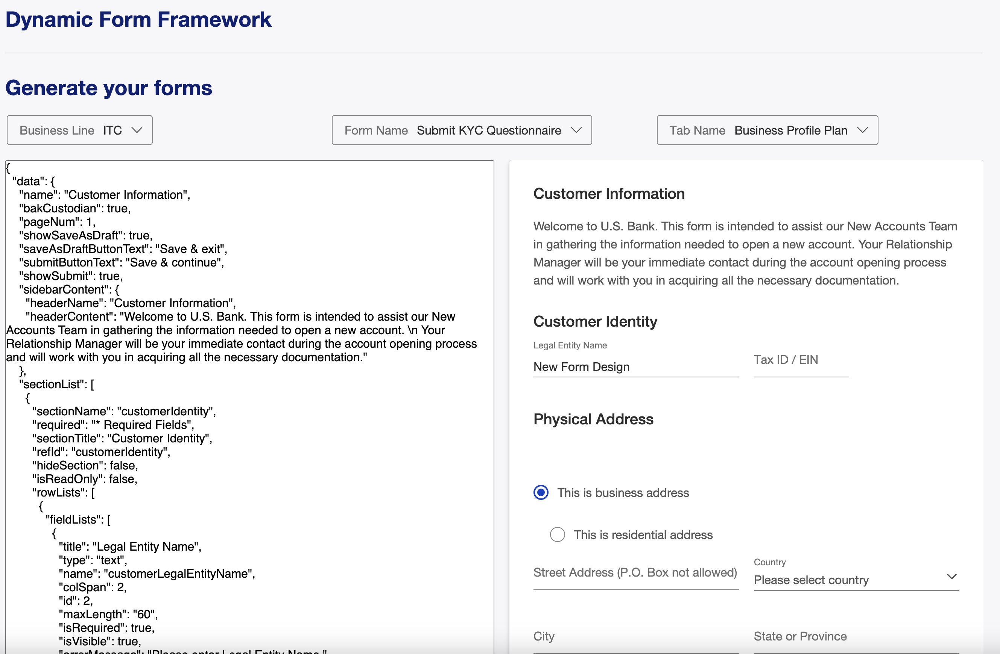 Dynamic Form Framework
Generate your forms
Business Line ITC
Form Name Submit KYC Questionnaire
Tab Name Business Profile Plan
{
"data": {
"name": "Customer Information",
"bakCustodian": true,
"pageNum": 1,
"showSaveAsDraft": true,
"saveAsDraftButtonText": "Save & exit",
"submitButtonText": "Save & continue",
"showSubmit": true,
"sidebarContent": {
"headerName": "Customer Information",
"headerContent": "Welcome to U.S. Bank. This form is intended to assist our New
Accounts Team in gathering the information needed to open a new account. \n Your
Relationship Manager will be your immediate contact during the account opening process
and will work with you in acquiring all the necessary documentation."
},
"sectionList": [
{
"sectionName": "customerIdentity",
"required": "* Required Fields",
"sectionTitle": "Customer Identity",
"refId": "customerIdentity",
"hideSection": false,
"isReadOnly": false,
"rowLists": [
{
"fieldLists": [
{
"title": "Legal Entity Name",
"type": "text",
"name": "customerLegalEntityName",
"colSpan": 2,
"id": 2,
"maxLength": "60",
"isRequired": true,
"isVisible": true,
"errorMessage": "Please enter Legal Entity Name."
Customer Information
Welcome to U.S. Bank. This form is intended to assist our New Accounts Team
in gathering the information needed to open a new account. Your Relationship
Manager will be your immediate contact during the account opening process
and will work with you in acquiring all the necessary documentation.
Customer Identity
Legal Entity Name
New Form Design
Tax ID / EIN
Physical Address
This is business address
This is residential address
Street Address (P.O. Box not allowed)
Country
Please select country
City
State or Province